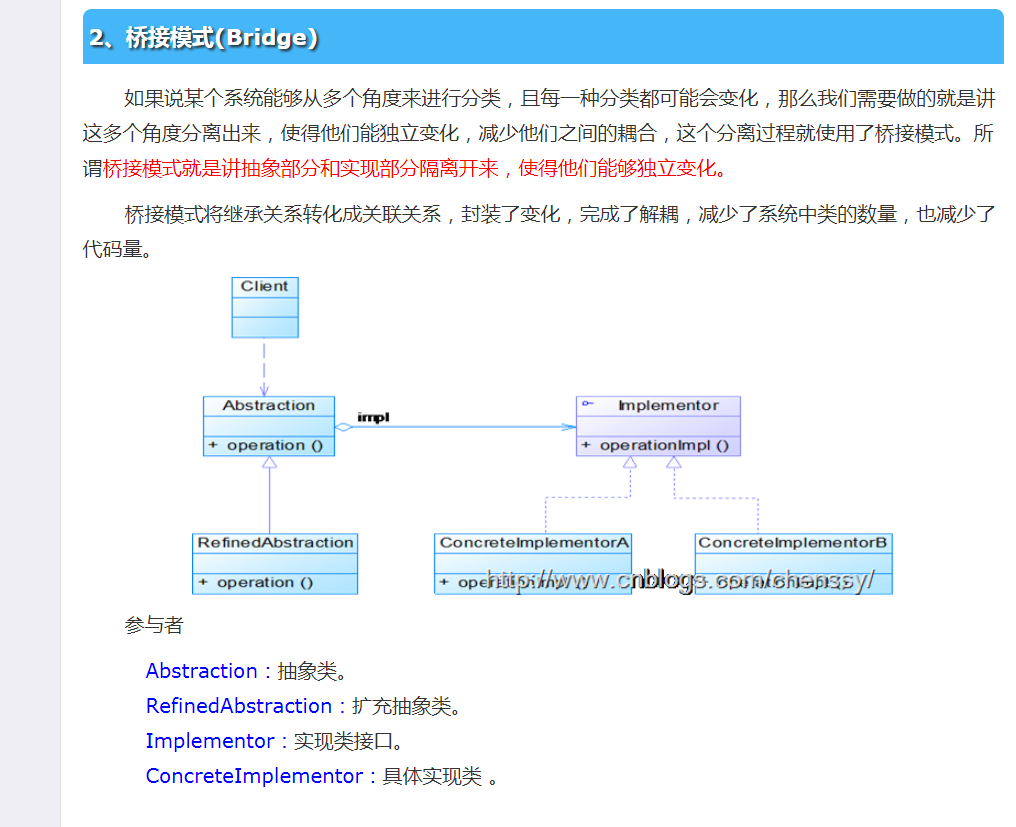 2、桥接模式(Bridge)
如果说某个系统能够从多个角度来进行分类，且每一种分类都可能会变化，那么我们需要做的就是讲
这多个角度分离出来，使得他们能独立变化，减少他们之间的耦合，这个分离过程就使用了桥接模式。所
谓桥接模式就是讲抽象部分和实现部分隔离开来，使得他们能够独立变化。
桥接模式将继承关系转化成关联关系，封装了变化，完成了解耦，减少了系统中类的数量，也减少了
代码量。
Client
Abstraction
+ operation ()
impl
Implementor
+ operationImpl ()
RefinedAbstraction
+ operation ()
ConcreteImplementorA
+ operationImpl ()
ConcreteImplementorB
+ operationImpl ()
http://www.cnblogs.com/chenssy/
参与者
Abstraction：抽象类。
RefinedAbstraction：扩充抽象类。
Implementor：实现类接口。
ConcreteImplementor：具体实现类 。